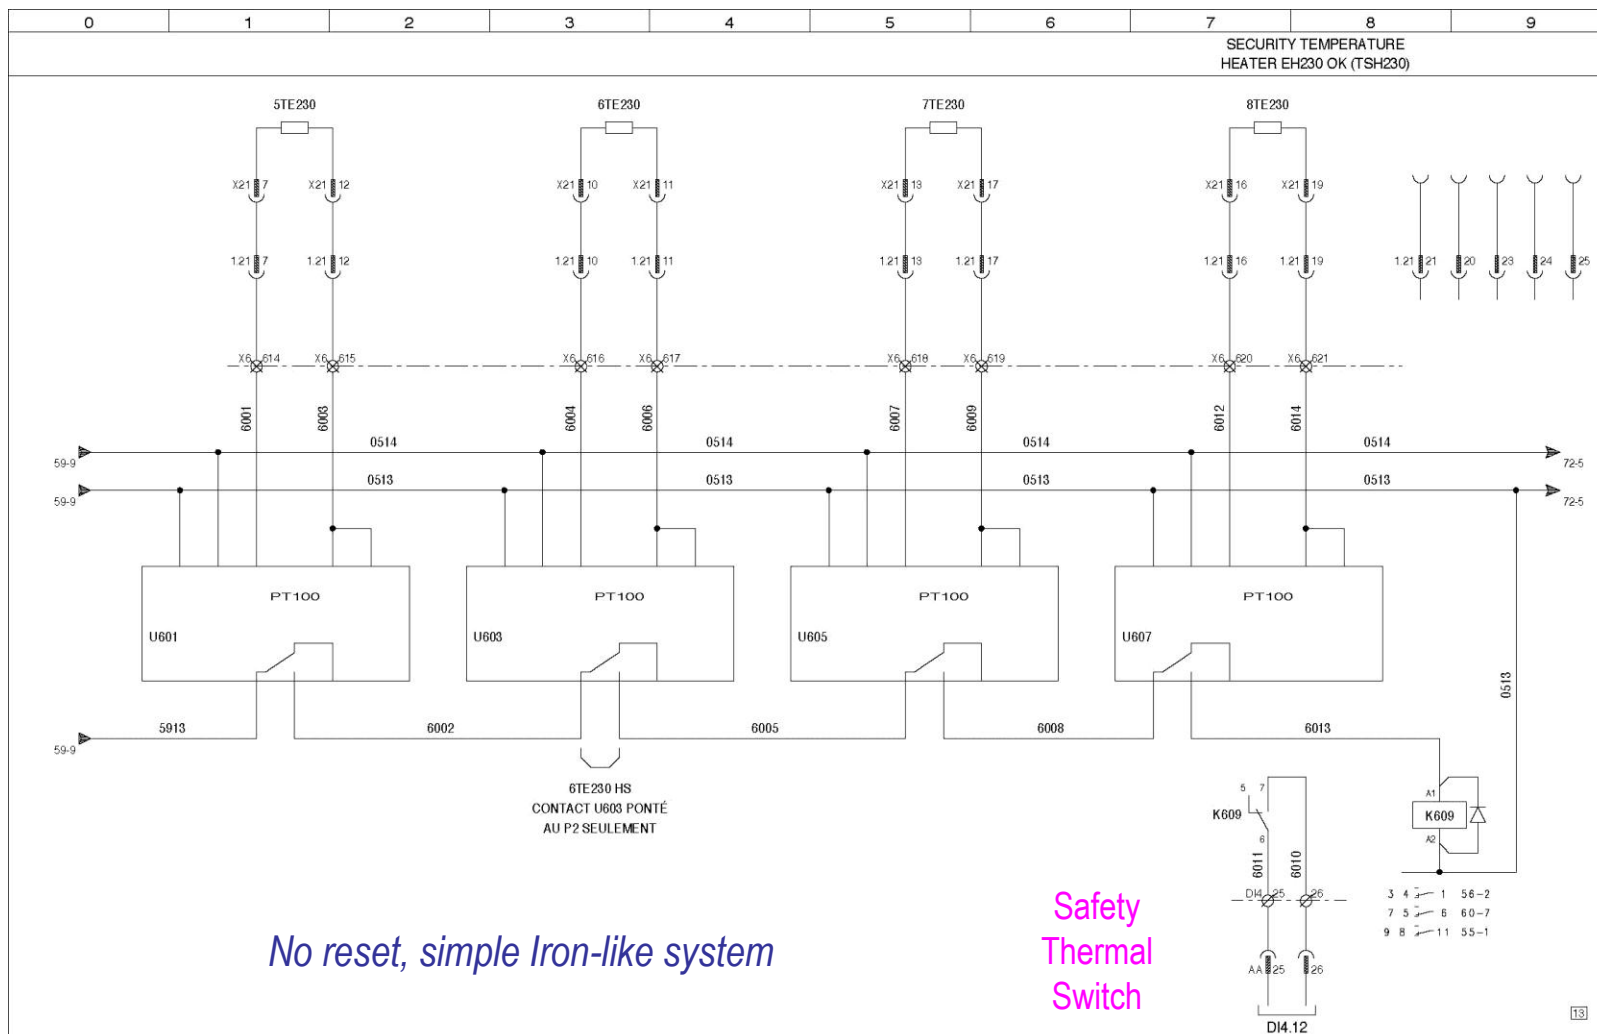 0 1 2 3 4 5 6 7 8 9
SECURITY TEMPERATURE
HEATER EH230 OK (TSH230)
5TE230 6TE230 7TE230 8TE230
X21 7 X21 12 X21 10 X21 11 X21 13 X21 17 X21 16 X21 19
1.21 7 1.21 12 1.21 10 1.21 11 1.21 13 1.21 17 1.21 16 1.21 19 1.21 21 20 23 24 25
X6 614 X6 615 X6 616 X6 617 X6 618 X6 619 X6 620 X6 621
6001 6003 6004 6006 6007 6009 6012 6014
59-9 0514 0514 0514 0514 72-5
59-9 0513 0513 0513 0513 72-5
PT100 PT100 PT100 PT100
U601 U603 U605 U607
0513
59-9 5913 6002 6005 6008 6013
6TE230 HS
CONTACT U603 PONTÉ
AU P2 SEULEMENT
5 7
K609
6
6011 6010
A1
K609
A2
DI4 25 26
3 4 1 56-2
7 5 6 60-7
9 8 11 55-1
Safety
Thermal
Switch
No reset, simple Iron-like system
AA 25 26
DI4.12
13